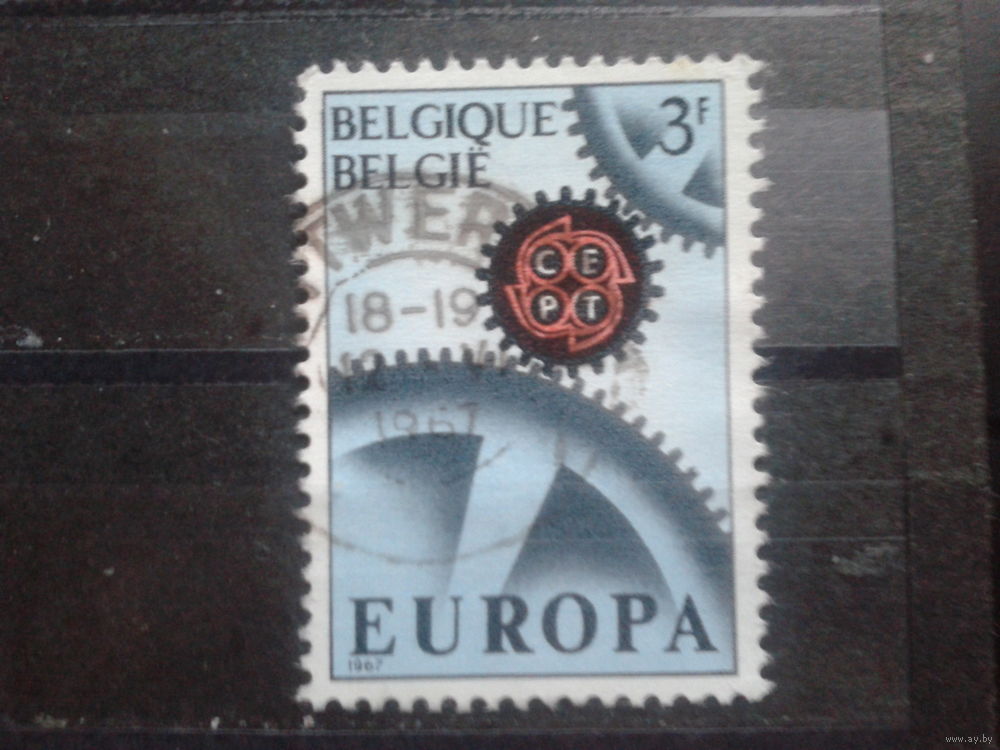 BELGIQUE 3F
BELGIË
WER
C E
P T
18-19
1967
EUROPA
1967
www.ay.by